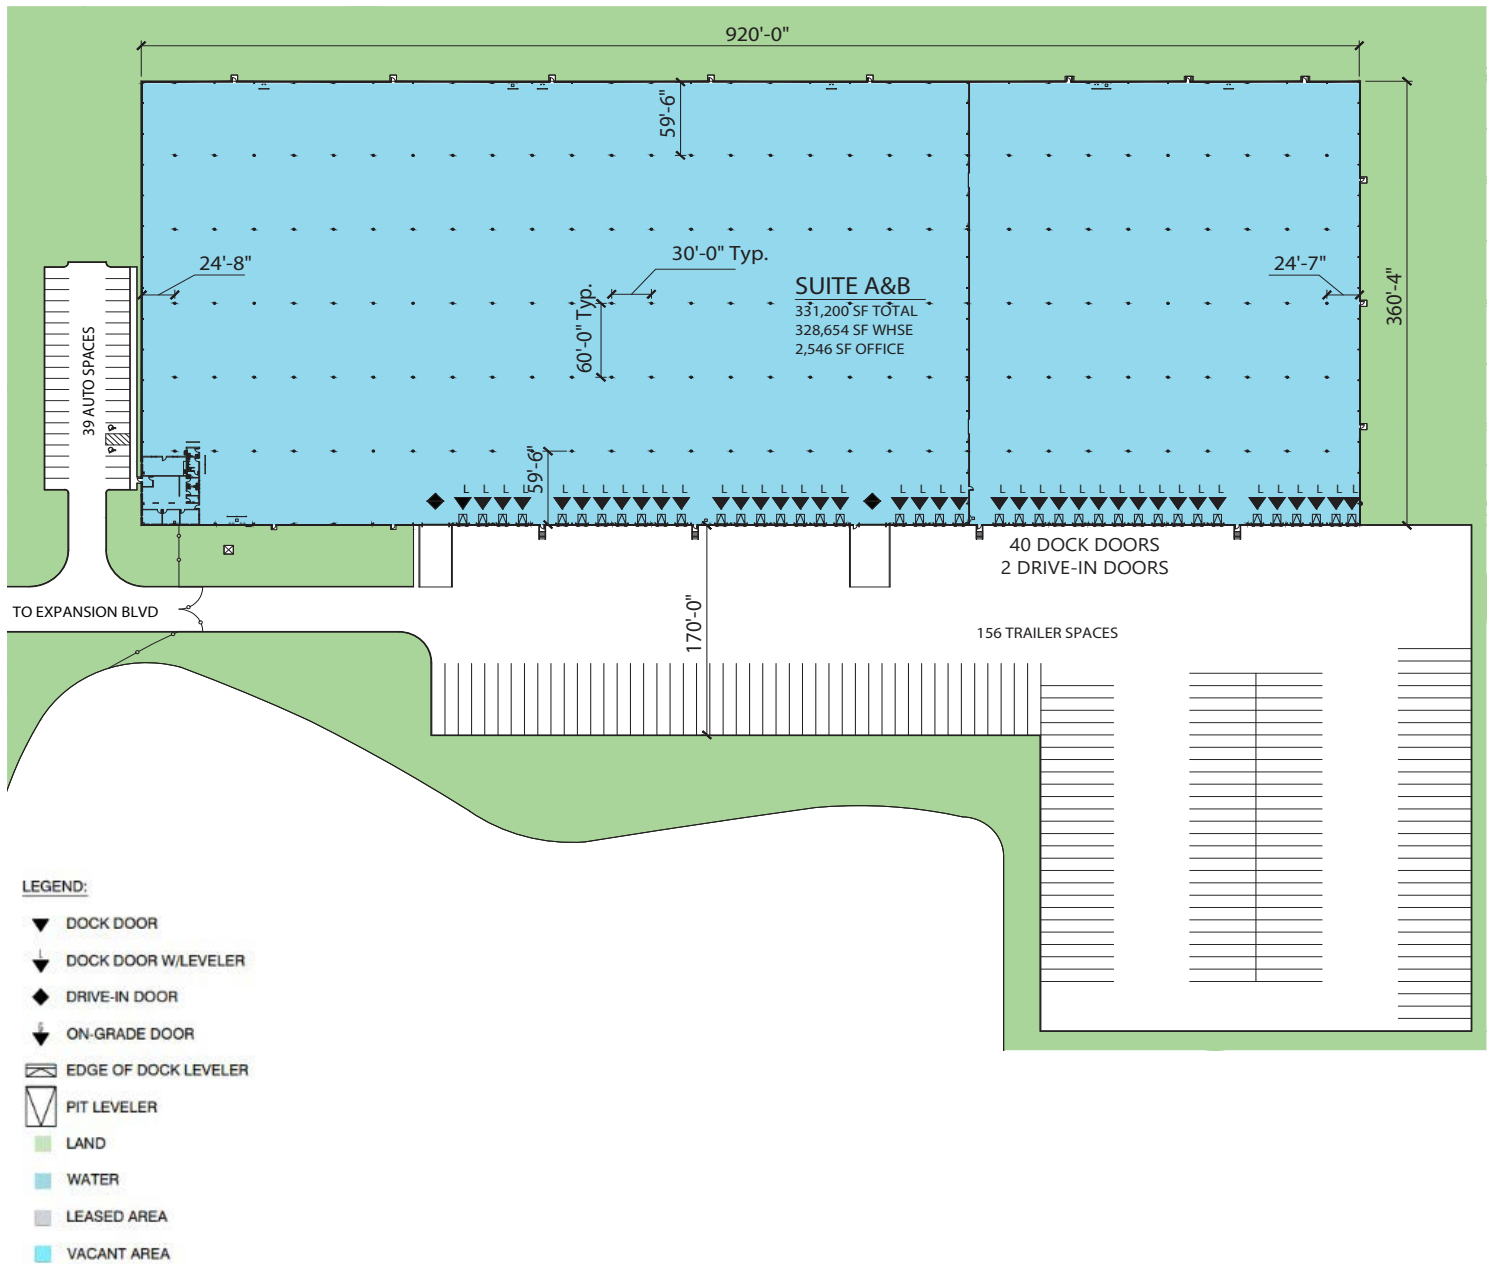 920'-0"
59'-6"
24'-8"
30'-0" Typ.
24'-7"
SUITE A&B
331,200 SF TOTAL
328,654 SF WHSE
2,546 SF OFFICE
60'-0" Typ.
360'-4"
39 AUTO SPACES
P P
59'-6"
L L L L L L L L L L L L L L L L L L L L L L L L L L L L L L L L L L L L L L L L
40 DOCK DOORS
2 DRIVE-IN DOORS
TO EXPANSION BLVD
170'-0"
156 TRAILER SPACES
LEGEND:
DOCK DOOR
L
DOCK DOOR W/LEVELER
DRIVE-IN DOOR
G
ON-GRADE DOOR
EDGE OF DOCK LEVELER
PIT LEVELER
LAND
WATER
LEASED AREA
VACANT AREA